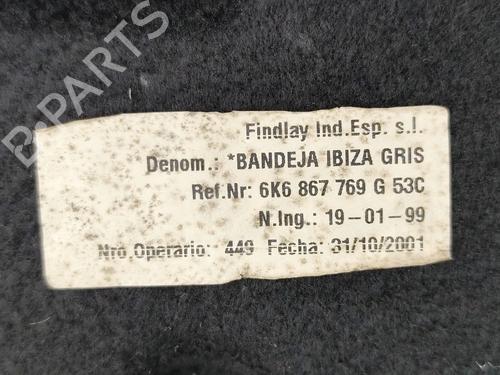 B-PARTS
Findlay Ind.Esp. s.l.
Denom.: *BANDEJA IBIZA GRIS
Ref.Nr: 6K6 867 769 G 53C
N.Ing.: 19-01-99
Nro.Operario: 449 Fecha: 31/10/2001